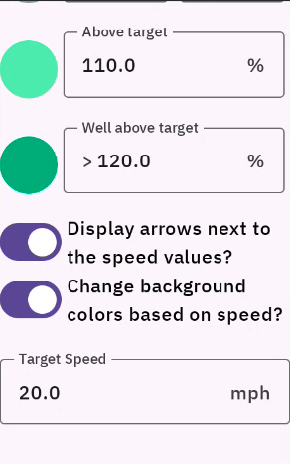 Above target
110.0 %
Well above target
> 120.0 %
Display arrows next to
the speed values?
Change background
colors based on speed?
Target Speed
20.0 mph